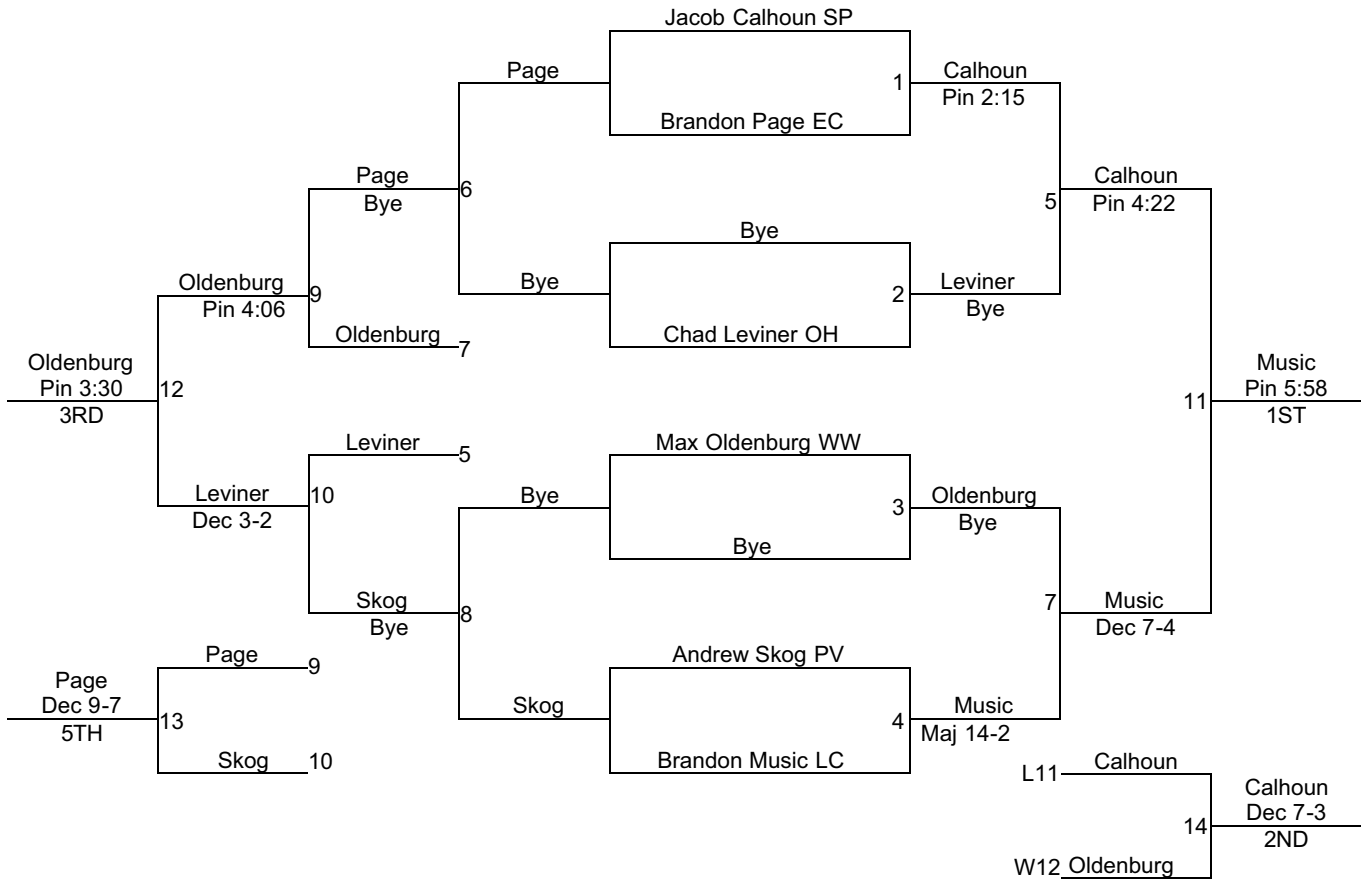 Jacob Calhoun SP
Page
1
Calhoun
Pin 2:15
Brandon Page EC
Page
Bye
6
Calhoun
Pin 4:22
5
Bye
Bye
2
Leviner
Bye
Chad Leviner OH
Oldenburg
Pin 4:06
9
Oldenburg
7
Oldenburg
Pin 3:30
3RD
12
Music
Pin 5:58
1ST
11
Leviner
5
Max Oldenburg WW
Leviner
Dec 3-2
10
Bye
3
Oldenburg
Bye
Bye
Skog
Bye
8
7
Music
Dec 7-4
Page
9
Andrew Skog PV
Page
Dec 9-7
5TH
13
Skog
4
Music
Maj 14-2
Skog
10
Brandon Music LC
L11
Calhoun
14
Calhoun
Dec 7-3
2ND
W12
Oldenburg